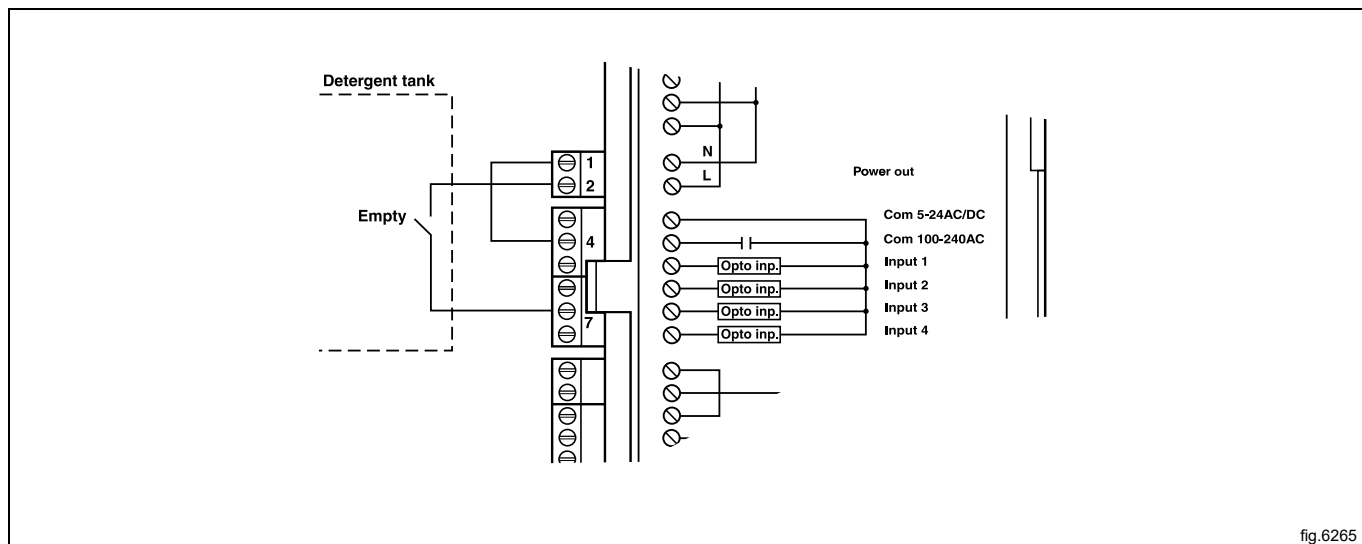 Detergent tank
1
2
Empty
4
7
N
L
Power out
Com 5-24AC/DC
Com 100-240AC
Opto inp. Input 1
Opto inp. Input 2
Opto inp. Input 3
Opto inp. Input 4
fig.6265